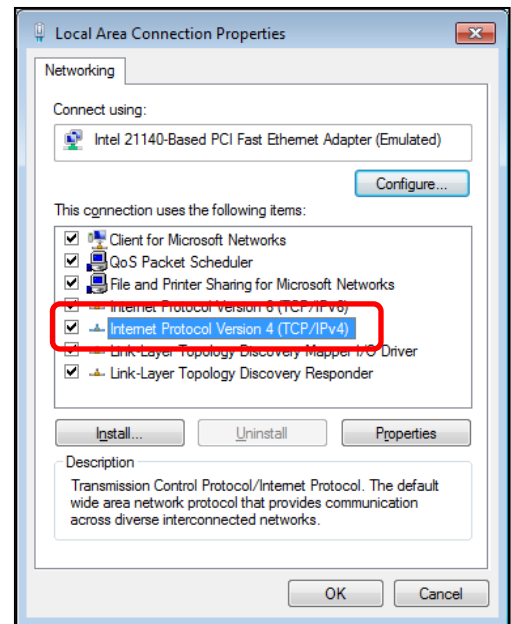 Local Area Connection Properties
Networking
Connect using:
Intel 21140-Based PCI Fast Ethernet Adapter (Emulated)
Configure...
This connection uses the following items:
Client for Microsoft Networks
QoS Packet Scheduler
File and Printer Sharing for Microsoft Networks
Internet Protocol Version 6 (TCP/IPv6)
Internet Protocol Version 4 (TCP/IPv4)
Link-Layer Topology Discovery Mapper I/O Driver
Link-Layer Topology Discovery Responder
Install...
Uninstall
Properties
Description
Transmission Control Protocol/Internet Protocol. The default
wide area network protocol that provides communication
across diverse interconnected networks.
OK
Cancel